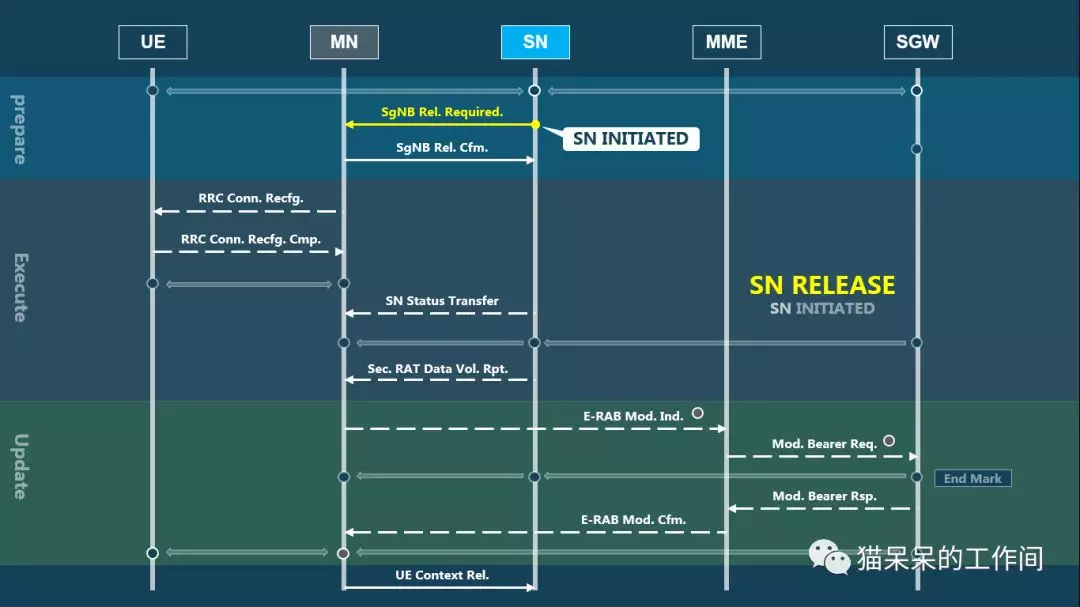 UE
MN
SN
MME
SGW
prepare
SgNB Rel. Required.
SN INITIATED
SgNB Rel. Cfm.
Execute
RRC Conn. Recfg.
RRC Conn. Recfg. Cmp.
SN RELEASE
SN INITIATED
SN Status Transfer
Sec. RAT Data Vol. Rpt.
Update
E-RAB Mod. Ind.
Mod. Bearer Req.
End Mark
Mod. Bearer Rsp.
E-RAB Mod. Cfm.
猫呆呆的工作间
UE Context Rel.